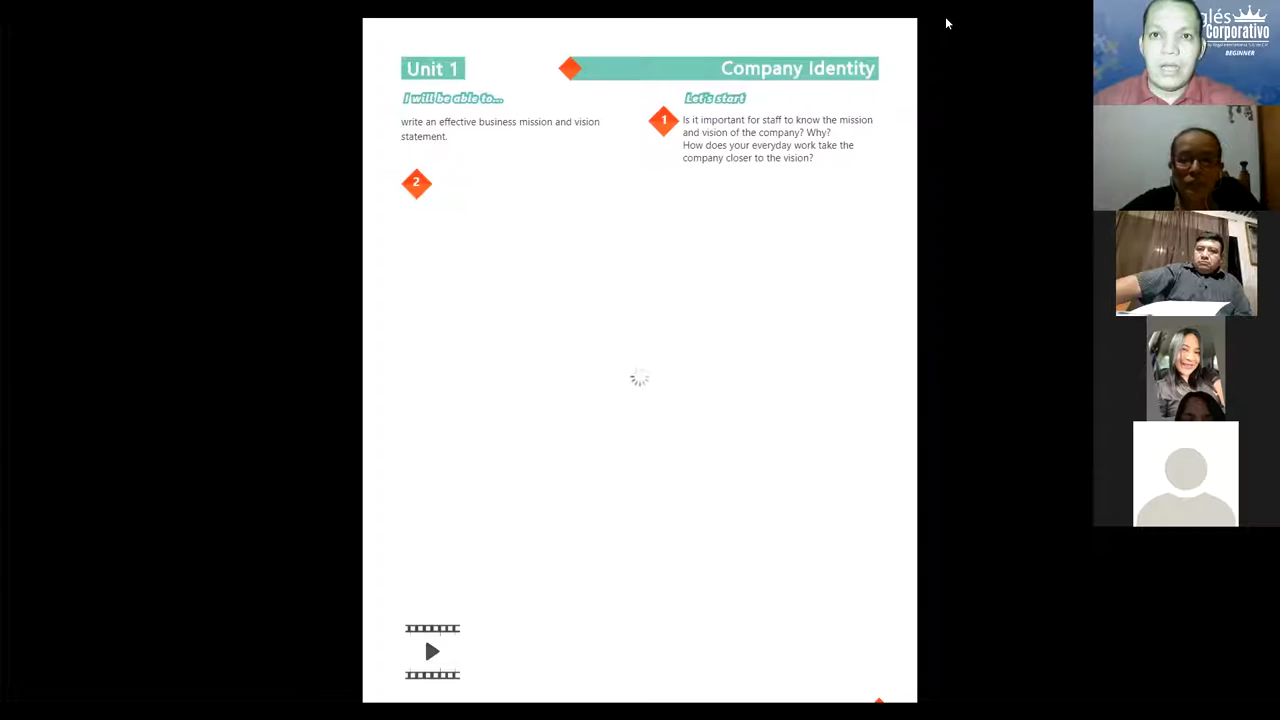 Unit 1
Company Identity
I will be able to...
write an effective business mission and vision
statement.
Let's start
1
Is it important for staff to know the mission
and vision of the company? Why?
How does your everyday work take the
company closer to the vision?
2
glés
Corporativo
BEGINNER